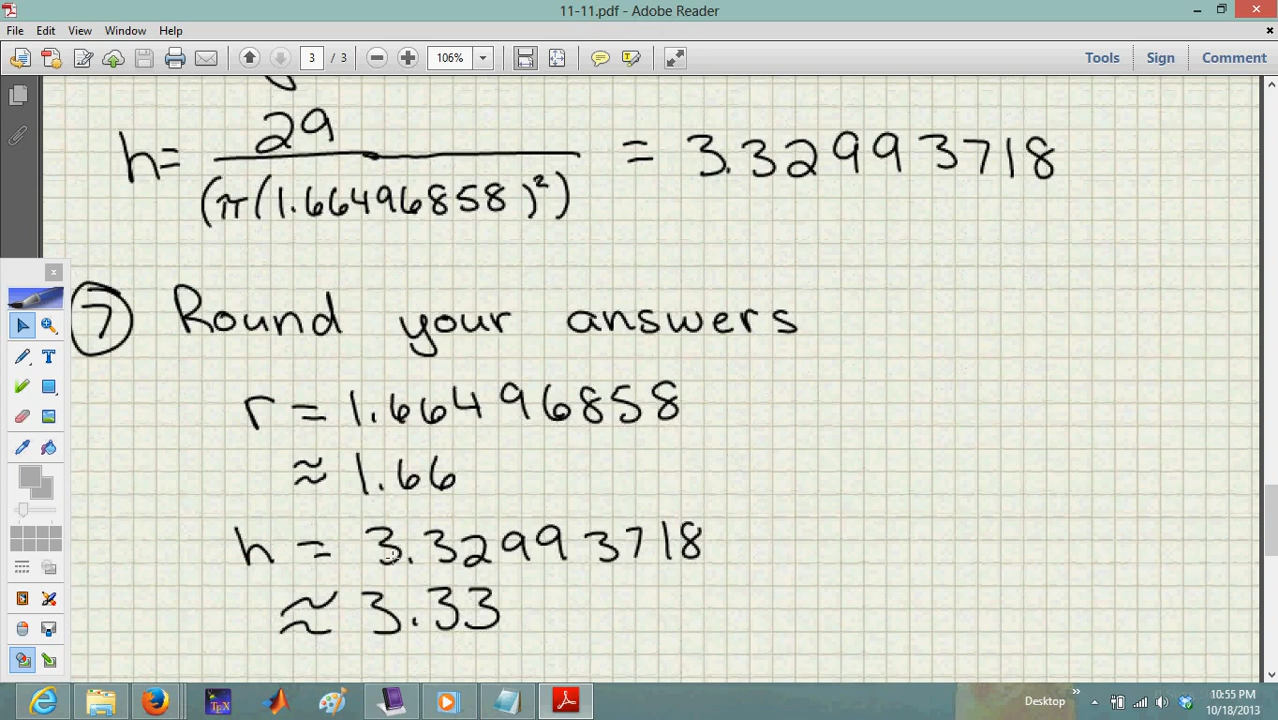 11-11.pdf - Adobe Reader
File Edit View Window Help
3 / 3 106% Tools Sign Comment
h = 29 / (π(1.66496858)²) = 3.32993718
7 Round your answers
r = 1.66496858
≈ 1.66
h = 3.32993718
≈ 3.33
T
TEX
Desktop
10:55 PM
10/18/2013